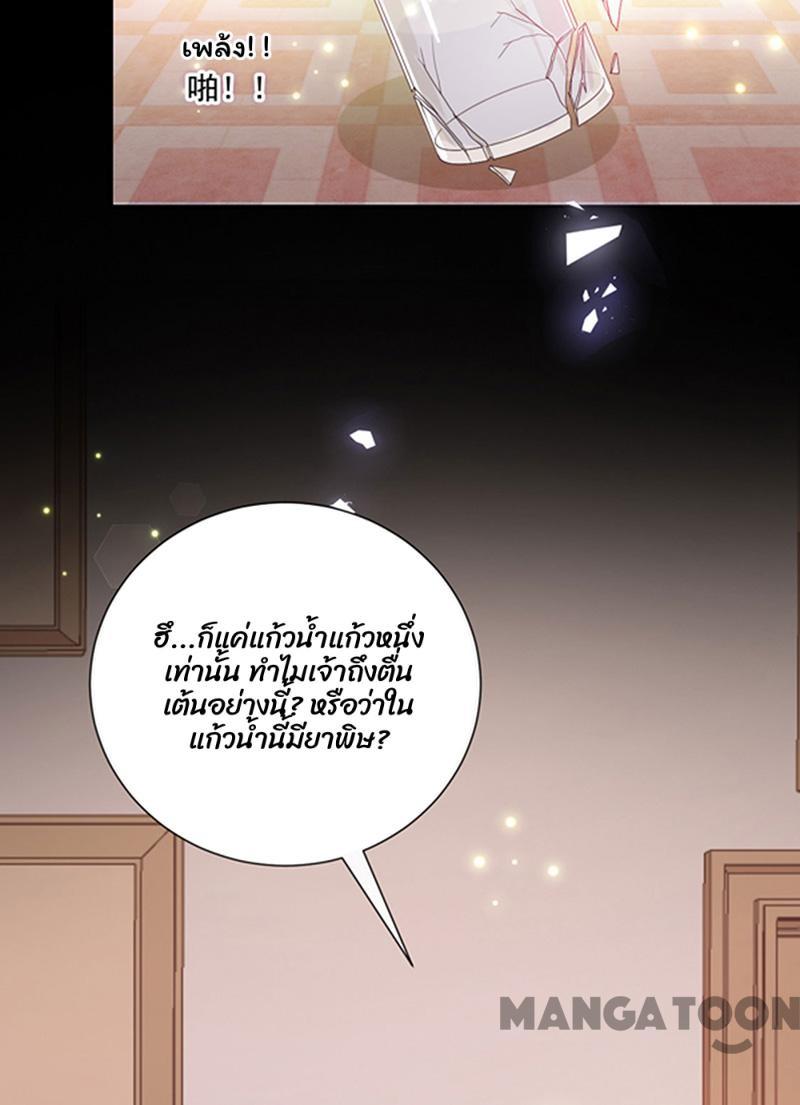 เพล้ง!!
啪！！
ฮึ...ก็แค่แก้วน้ำแก้วหนึ่ง
เท่านั้น ทำไมเจ้าถึงตื่น
เต้นอย่างนี้? หรือว่าใน
แก้วน้ำนี้มียาพิษ?
MANGATOON